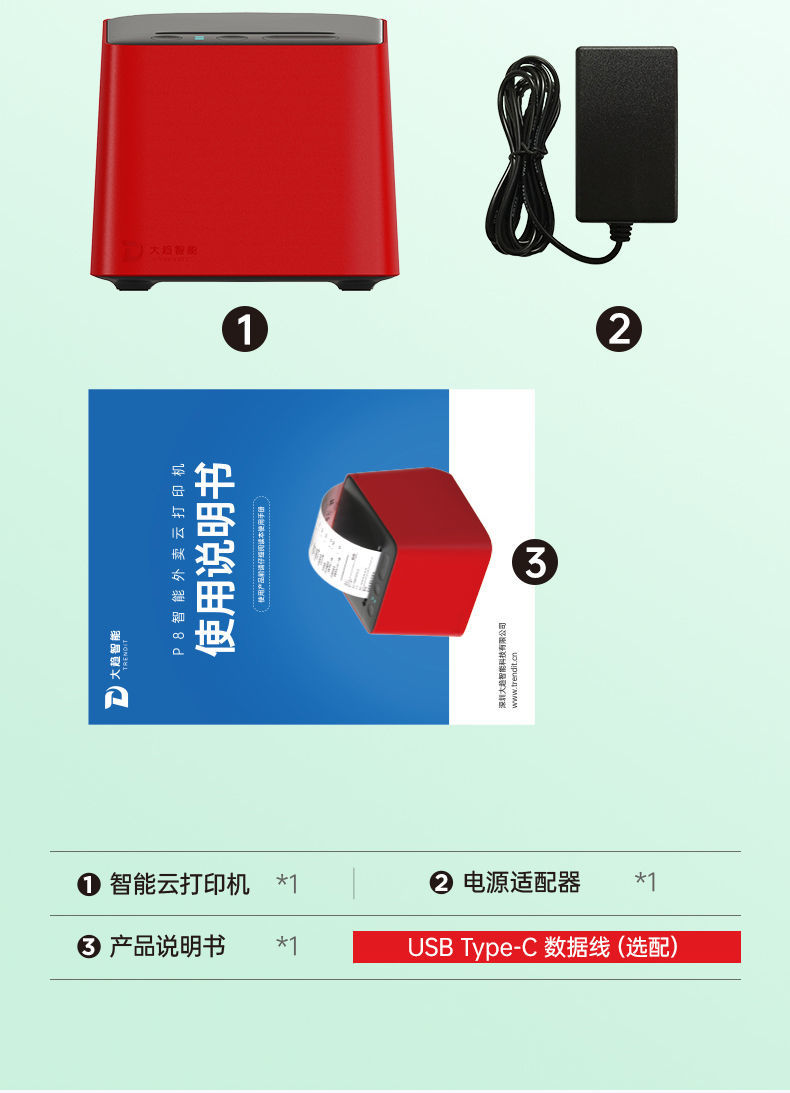 大趋智能
TRENDIT
1
2
P8智能外卖云打印机
使用说明书
使用产品前请仔细阅读本使用手册
大趋智能
TRENDIT
深圳大趋智能科技有限公司
www.trendit.cn
3
1 智能云打印机 *1
2 电源适配器 *1
3 产品说明书 *1
USB Type-C 数据线（选配）